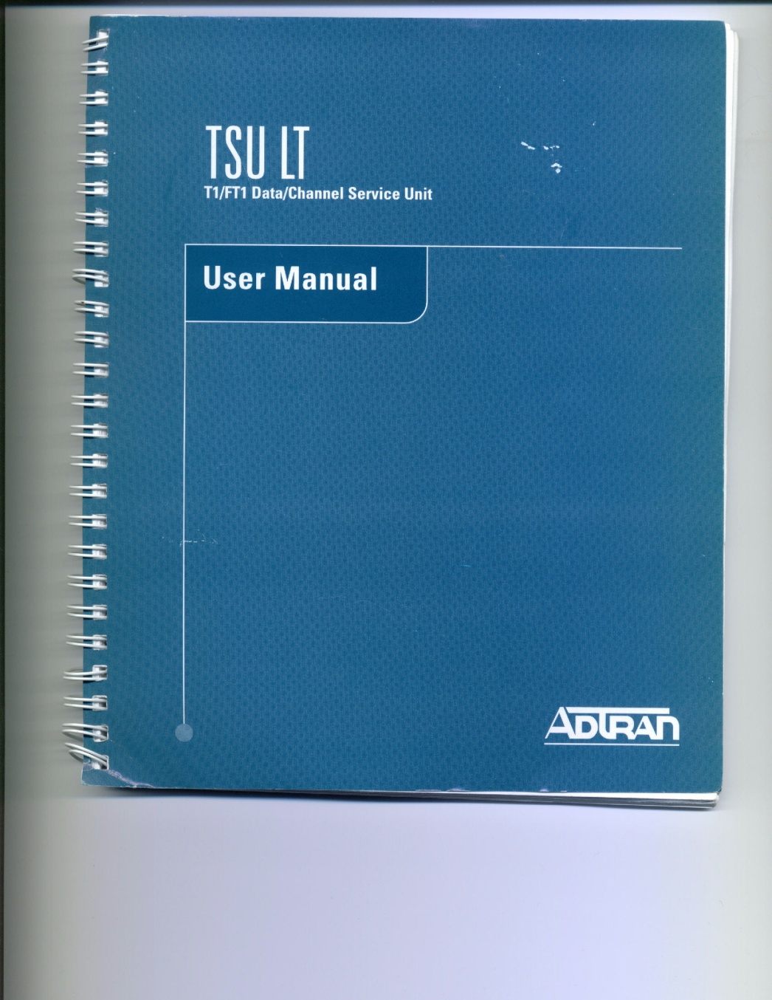 TSU LT
T1/FT1 Data/Channel Service Unit
User Manual
ADTRAN